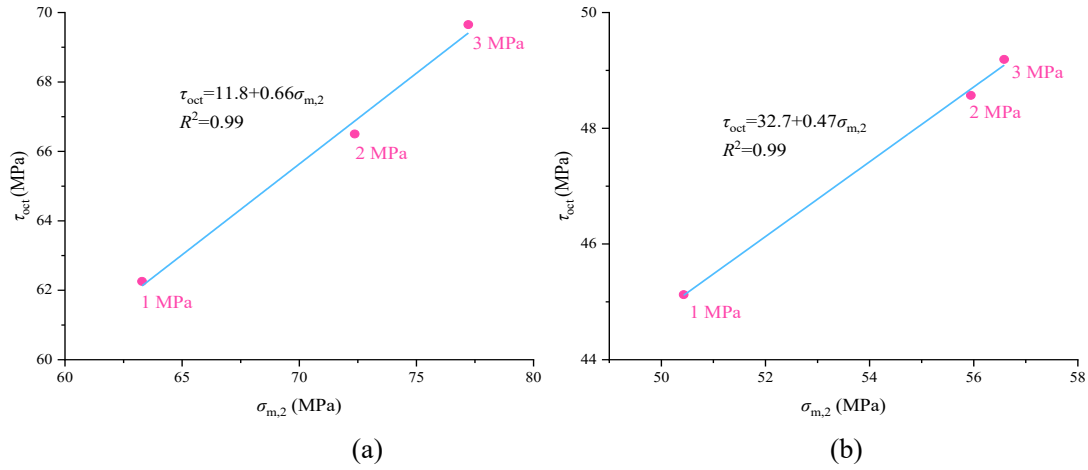 70
68
66
64
62
60
60
65
70
75
80
τoct (MPa)
σm,2 (MPa)
τoct=11.8+0.66σm,2
R²=0.99
3 MPa
2 MPa
1 MPa
(a)
50
48
46
44
50
52
54
56
58
τoct (MPa)
σm,2 (MPa)
τoct=32.7+0.47σm,2
R²=0.99
3 MPa
2 MPa
1 MPa
(b)